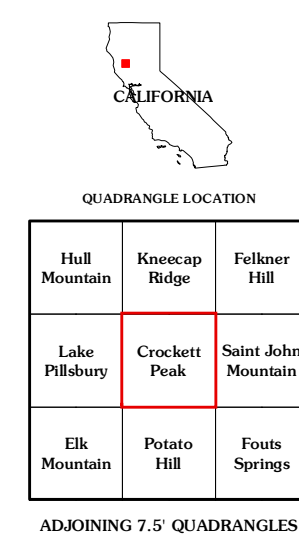 CALIFORNIA
QUADRANGLE LOCATION
Hull
Mountain
Kneecap
Ridge
Felkner
Hill
Lake
Pillsbury
Crockett
Peak
Saint John
Mountain
Elk
Mountain
Potato
Hill
Fouts
Springs
ADJOINING 7.5' QUADRANGLES